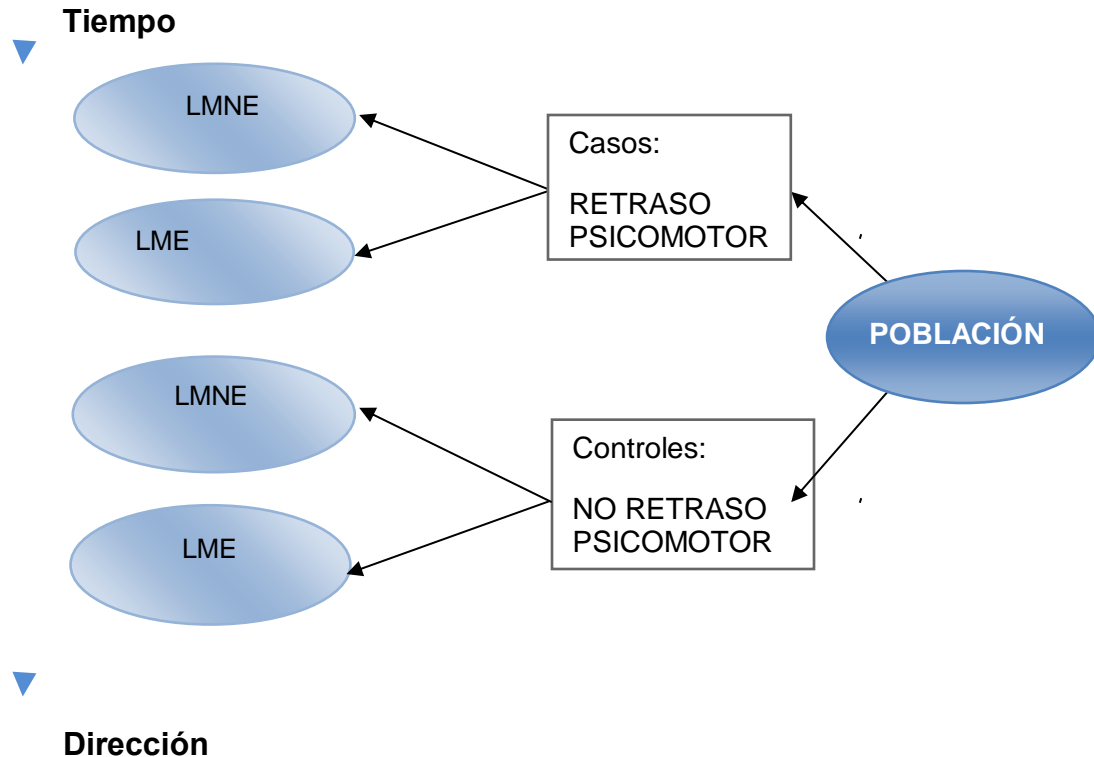 Tiempo
LMNE
Casos:
RETRASO
PSICOMOTOR
LME
POBLACIÓN
LMNE
Controles:
NO RETRASO
PSICOMOTOR
LME
Dirección